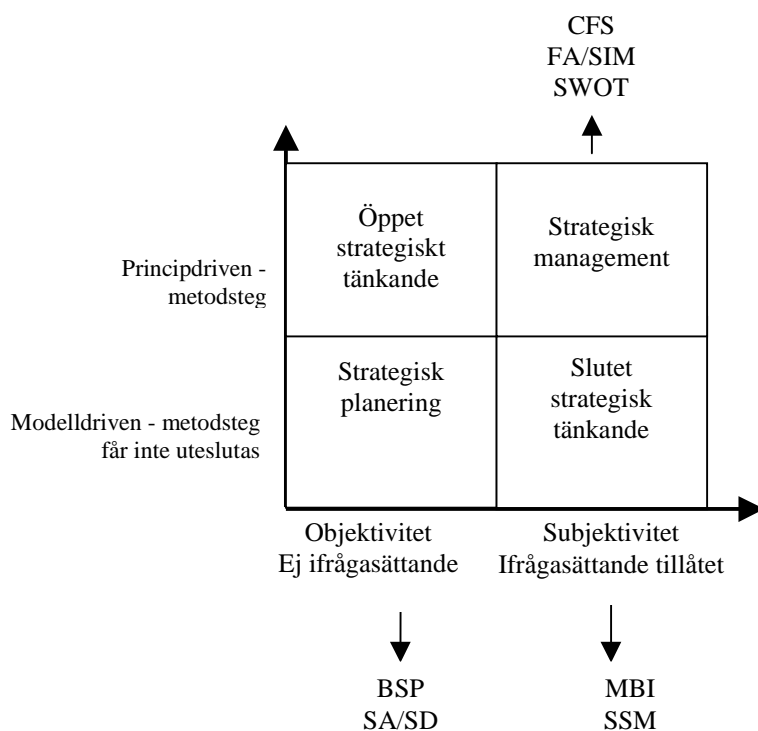 CFS
FA/SIM
SWOT
Öppet
strategiskt
tänkande
Strategisk
management
Principdriven -
metodsteg
Strategisk
planering
Slutet
strategisk
tänkande
Modelldriven - metodsteg
får inte uteslutas
Objektivitet
Ej ifrågasättande
Subjektivitet
Ifrågasättande tillåtet
BSP
SA/SD
MBI
SSM